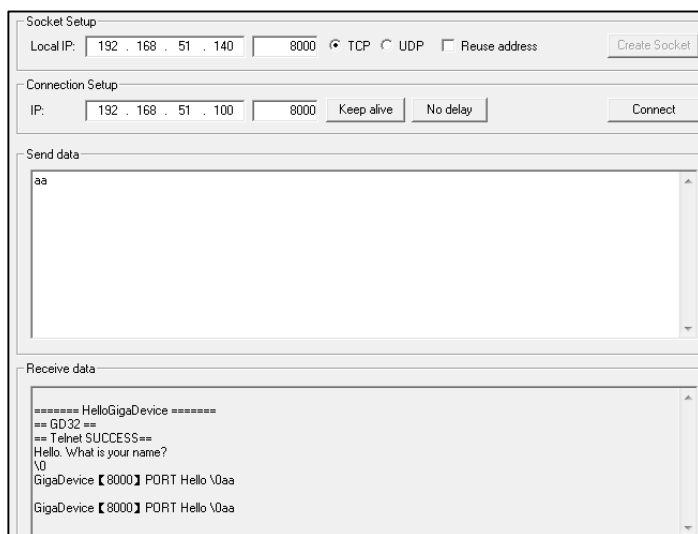 Socket Setup
Local IP: 192 . 168 . 51 . 140 8000 TCP UDP Reuse address Create Socket
Connection Setup
IP: 192 . 168 . 51 . 100 8000 Keep alive No delay Connect
Send data
aa
Receive data
======= HelloGigaDevice =======
== GD32 ==
== Telnet SUCCESS==
Hello. What is your name?
\0
GigaDevice【8000】PORT Hello \0aa
GigaDevice【8000】PORT Hello \0aa